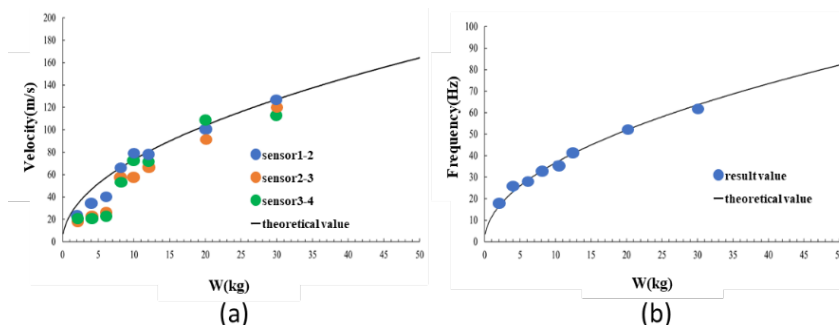 200
180
160
140
120
100
80
60
40
20
0
Velocity(m/s)
sensor1-2
sensor2-3
sensor3-4
theoretical value
0 5 10 15 20 25 30 35 40 45 50
W(kg)
(a)
100
90
80
70
60
50
40
30
20
10
0
Frequency(Hz)
result value
theoretical value
0 5 10 15 20 25 30 35 40 45 50
W(kg)
(b)